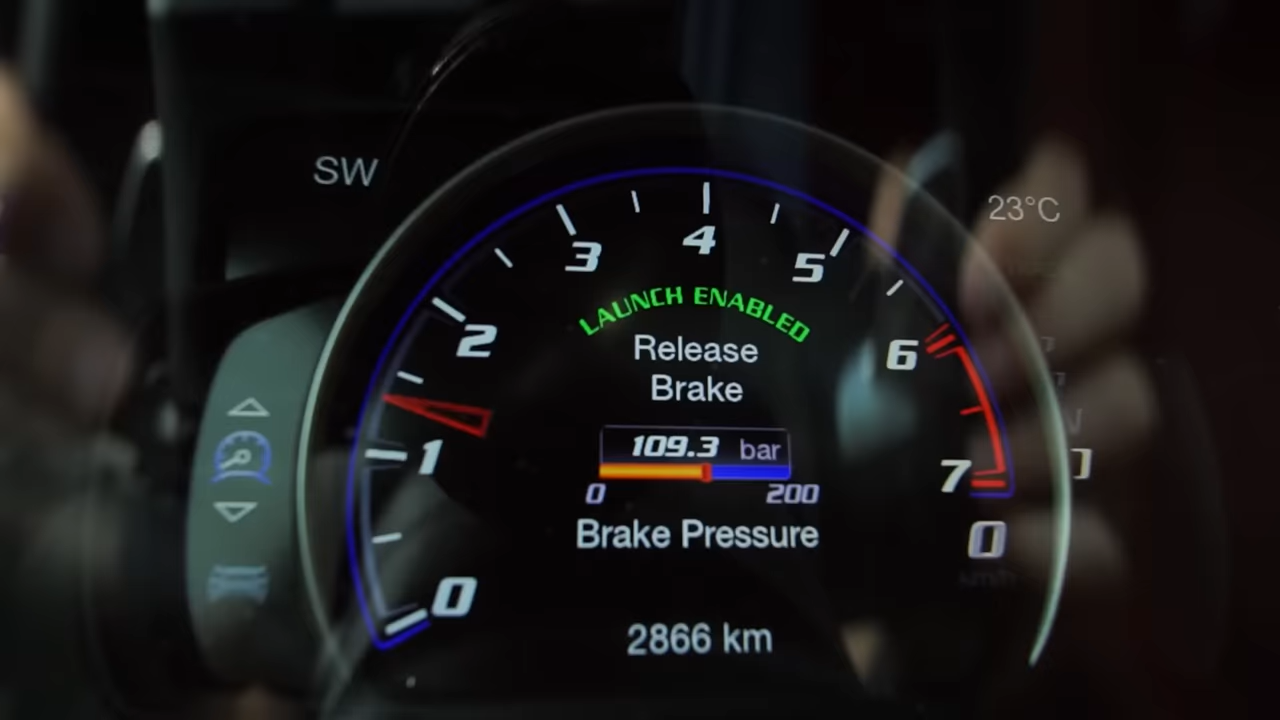 SW
23°C
0
1
2
3
4
5
6
7
LAUNCH ENABLED
Release
Brake
109.3 bar
0 200
Brake Pressure
0
km/h
2866 km